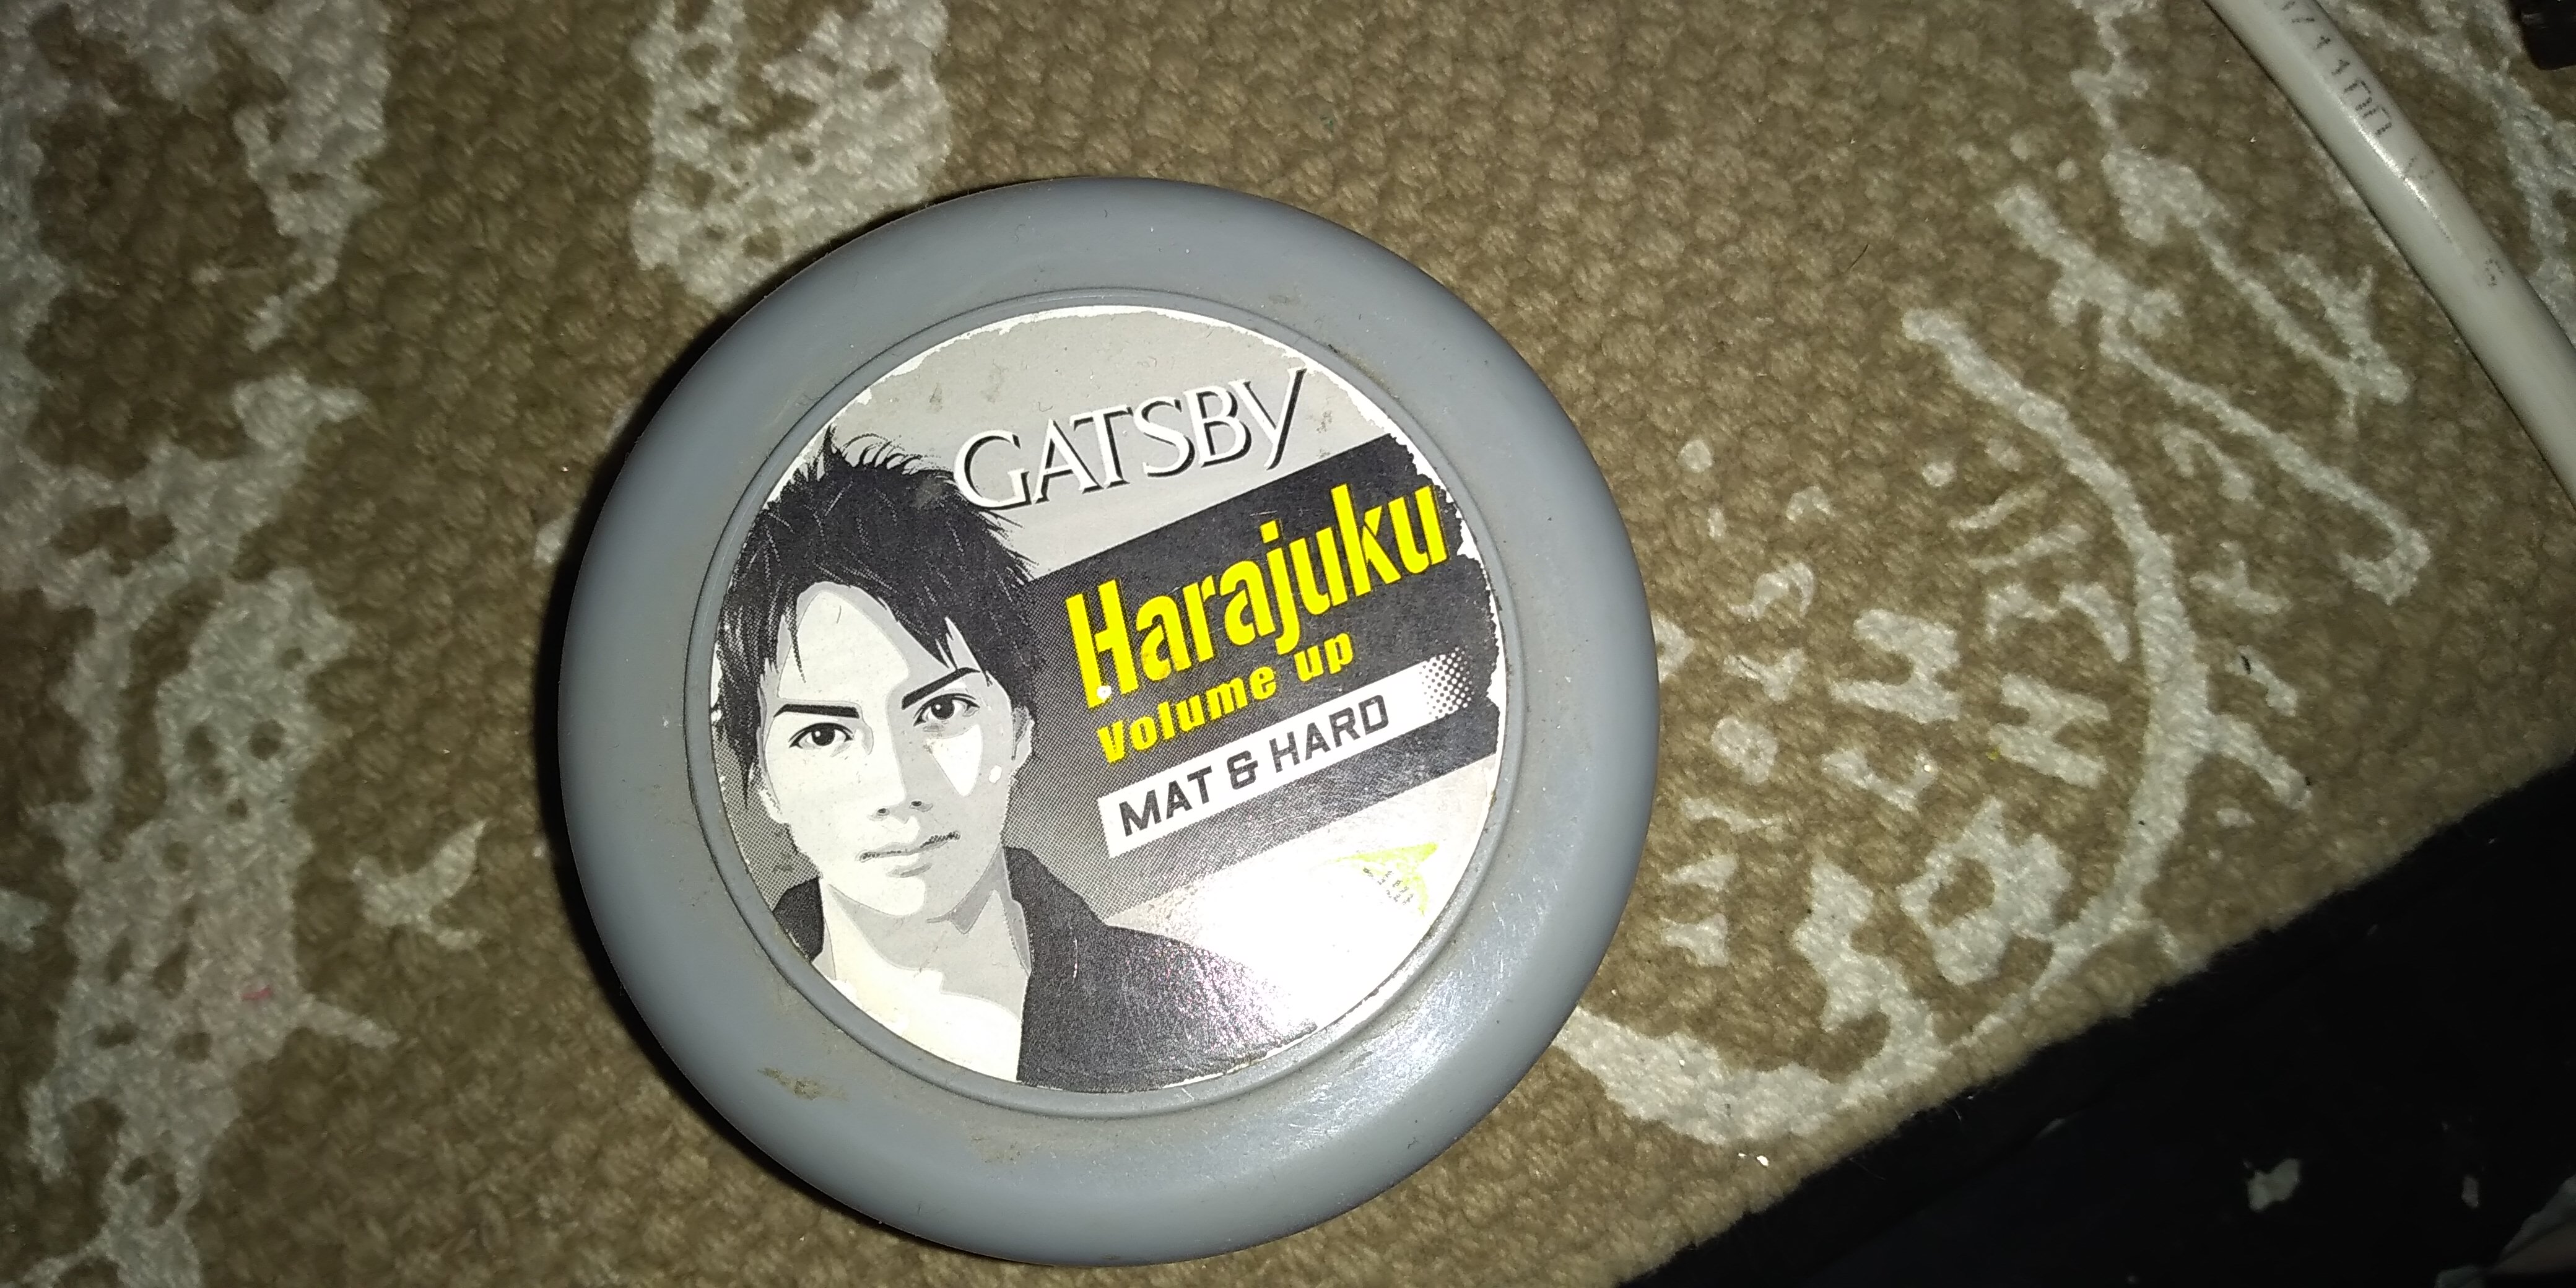 GATSBY
Harajuku
Volume up
MAT & HARD